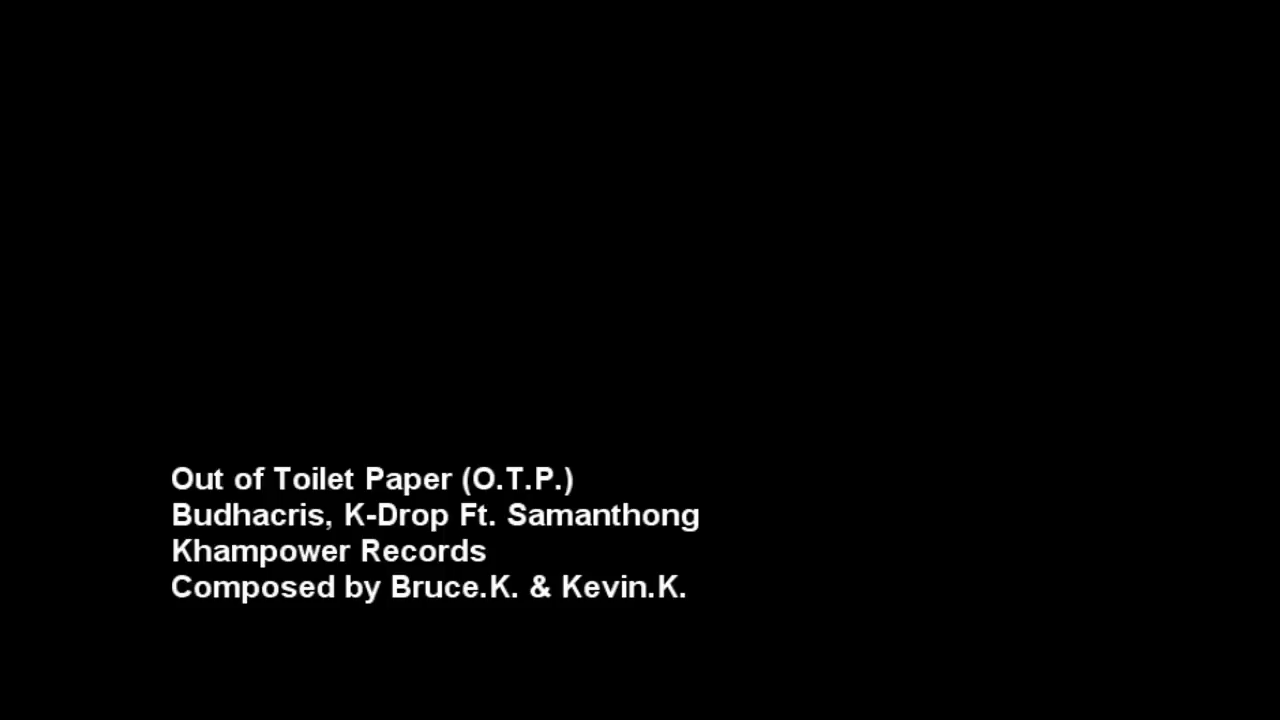 Out of Toilet Paper (O.T.P.)
Budhacris, K-Drop Ft. Samanthong
Khampower Records
Composed by Bruce.K. & Kevin.K.